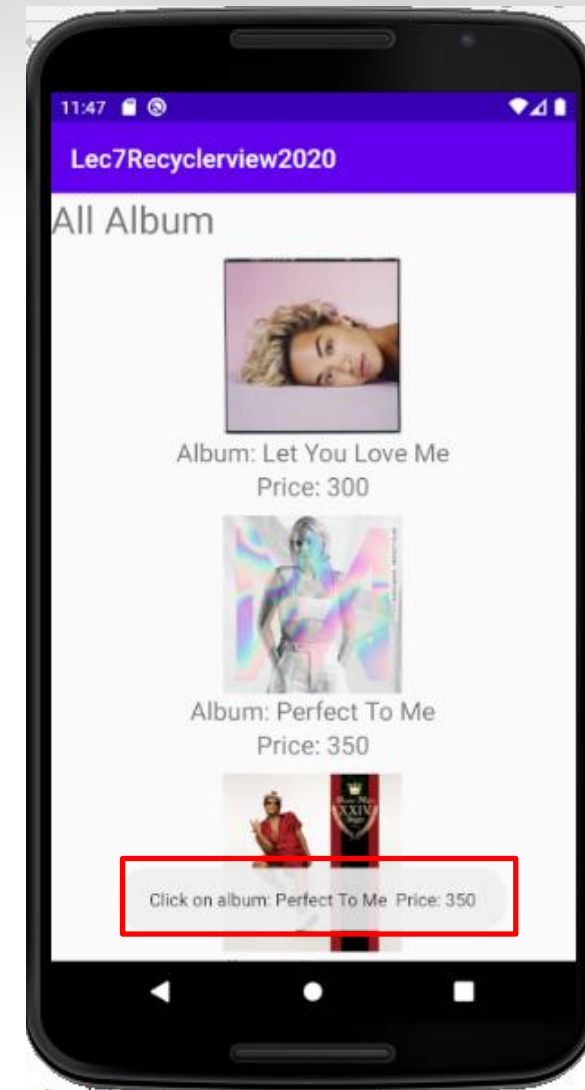 11:47
Lec7Recyclerview2020
All Album
Album: Let You Love Me
Price: 300
Album: Perfect To Me
Price: 350
XXIV
Click on album: Perfect To Me Price: 350